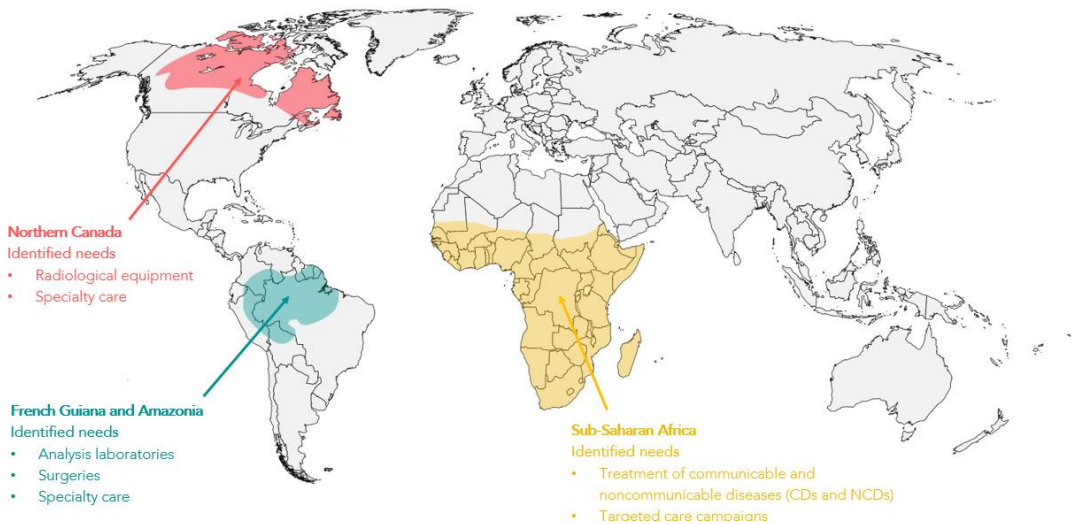 Northern Canada
Identified needs
• Radiological equipment
• Specialty care
French Guiana and Amazonia
Identified needs
• Analysis laboratories
• Surgeries
• Specialty care
Sub-Saharan Africa
Identified needs
• Treatment of communicable and
noncommunicable diseases (CDs and NCDs)
• Targeted care campaigns